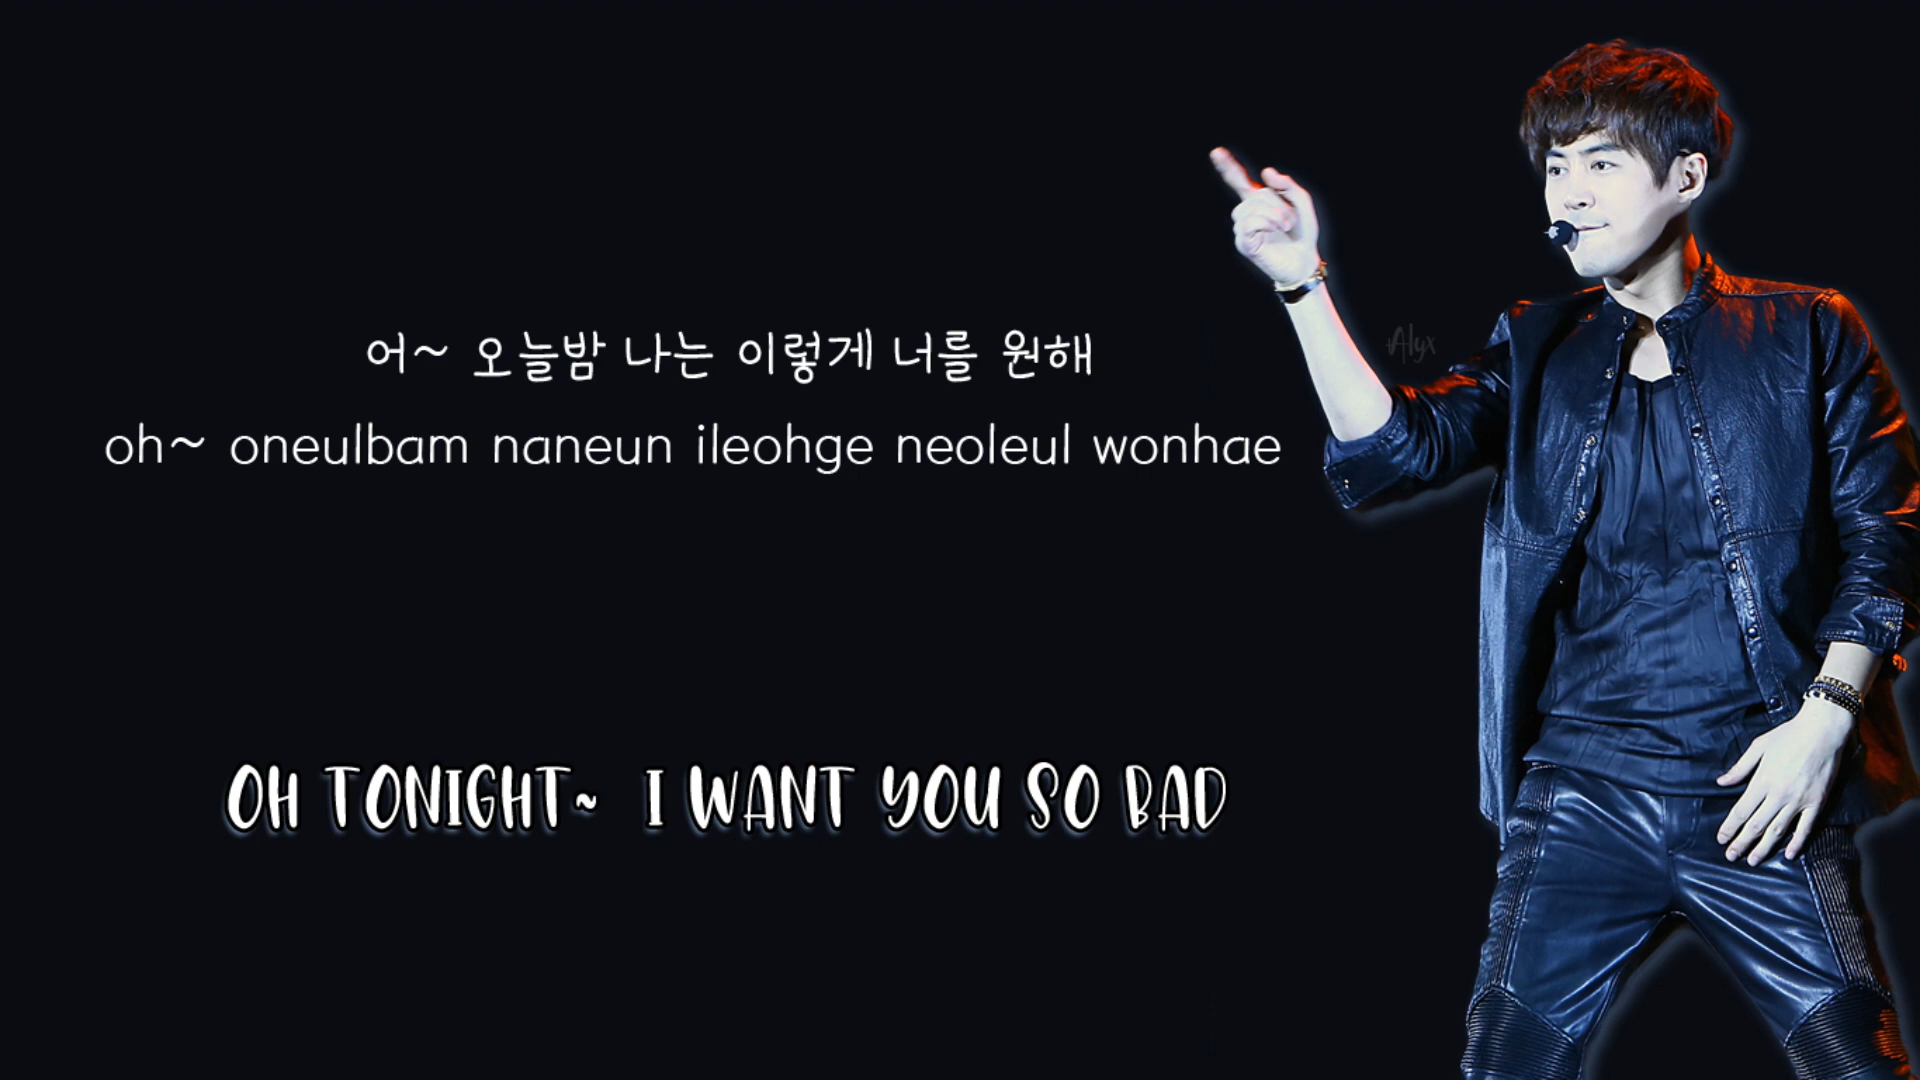 어~ 오늘밤 나는 이렇게 너를 원해
oh~ oneulbam naneun ileohge neoleul wonhae
Alyx
OH TONIGHT~ I WANT YOU SO BAD